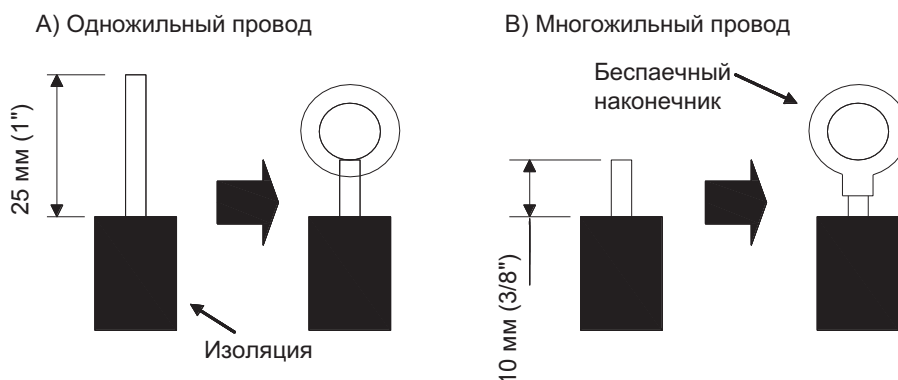 А) Одножильный провод
25 мм (1")
Изоляция
В) Многожильный провод
Беспаечный
наконечник
10 мм (3/8")